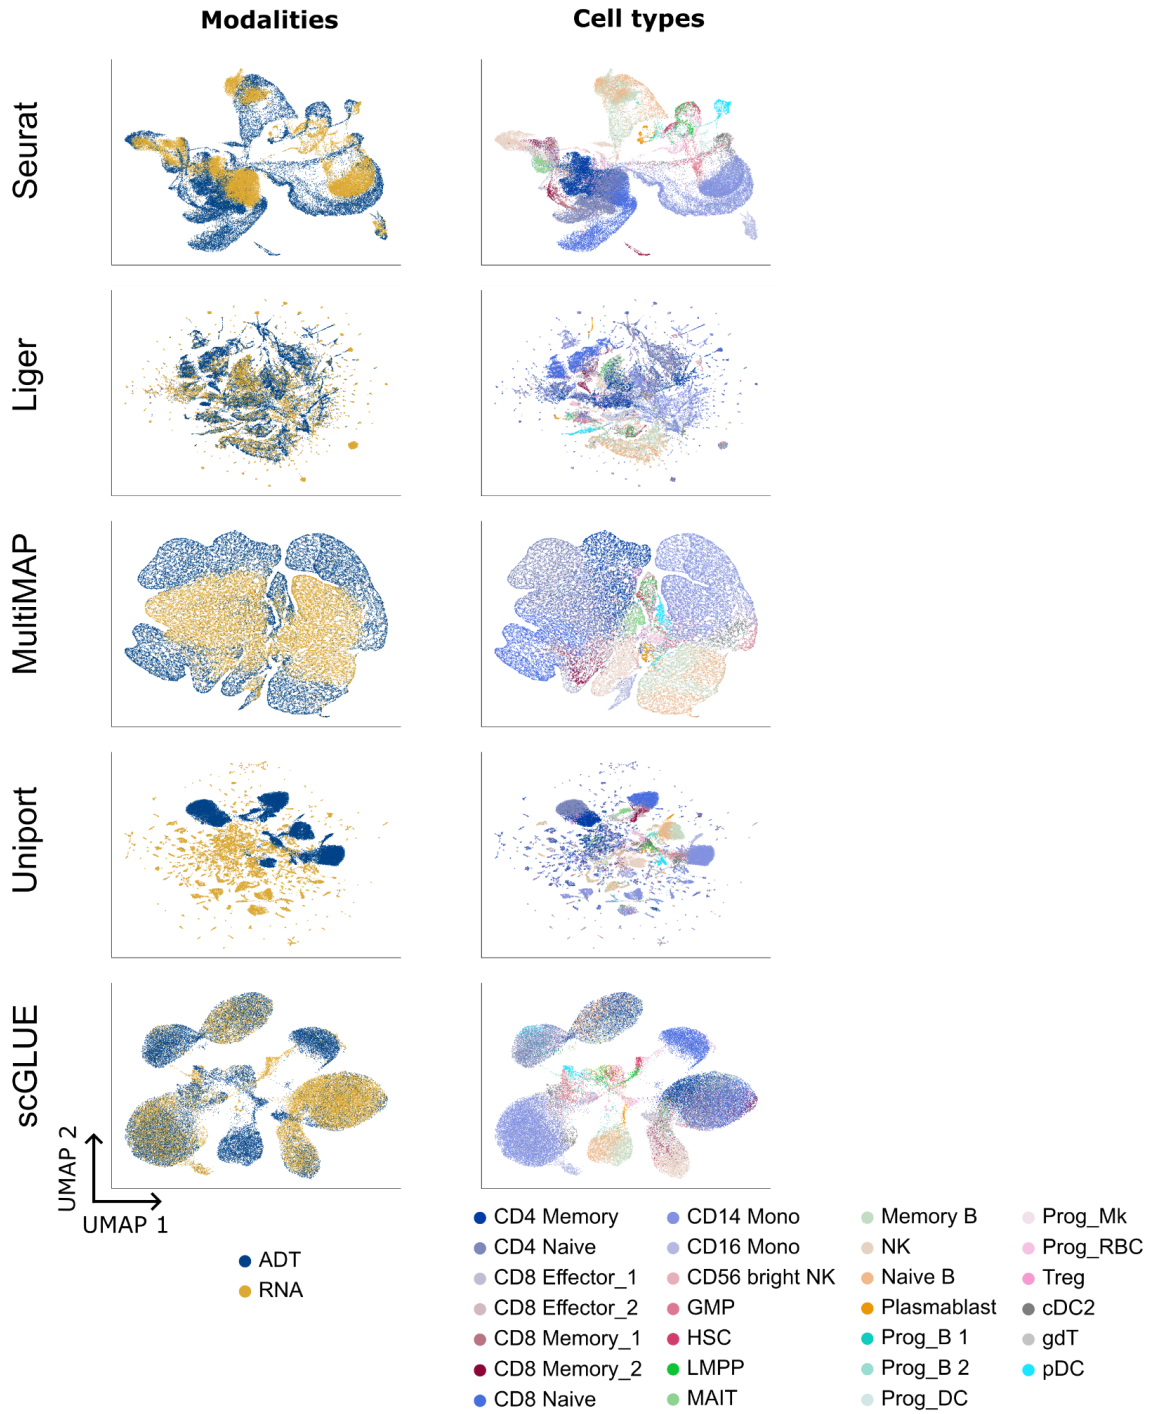 Modalities
Cell types
Seurat
Liger
MultiMAP
Uniport
scGLUE
UMAP 2
UMAP 1
ADT
RNA
CD4 Memory
CD4 Naive
CD8 Effector_1
CD8 Effector_2
CD8 Memory_1
CD8 Memory_2
CD8 Naive
CD14 Mono
CD16 Mono
CD56 bright NK
GMP
HSC
LMPP
MAIT
Memory B
NK
Naive B
Plasmablast
Prog_B 1
Prog_B 2
Prog_DC
Prog_Mk
Prog_RBC
Treg
cDC2
gdT
pDC